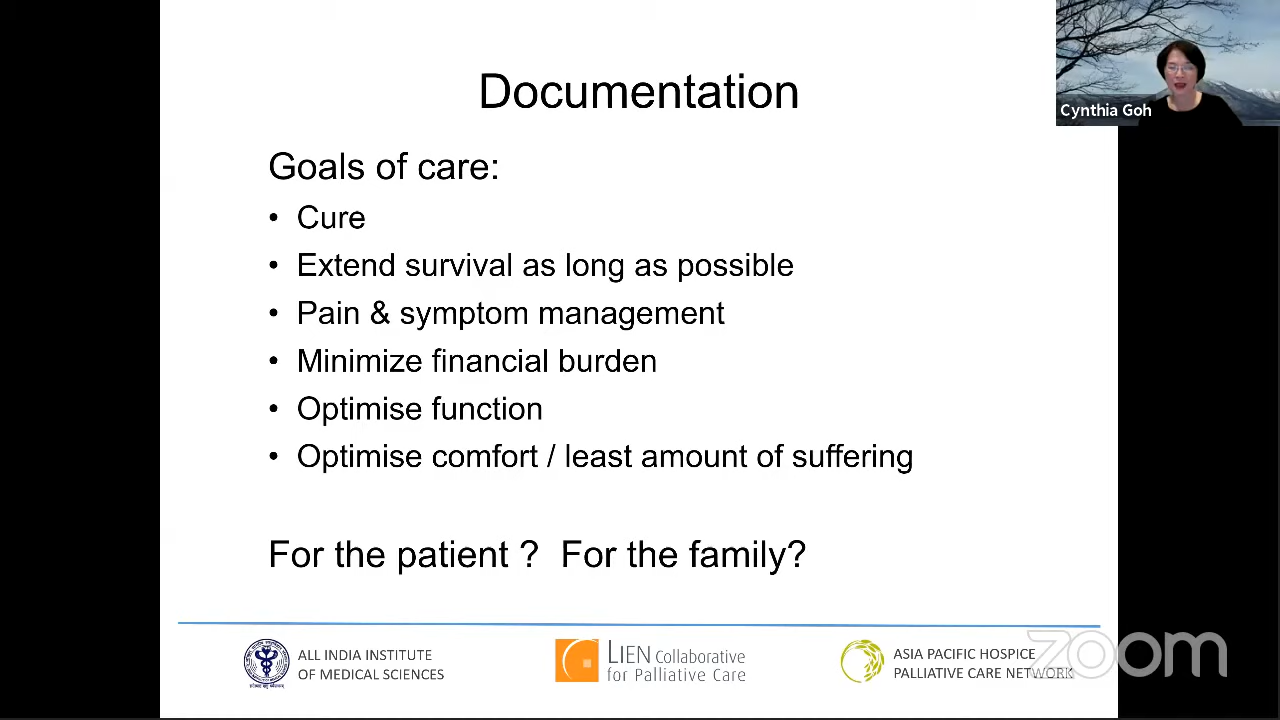 Documentation
Cynthia Goh
Goals of care:
• Cure
• Extend survival as long as possible
• Pain & symptom management
• Minimize financial burden
• Optimise function
• Optimise comfort / least amount of suffering
For the patient ? For the family?
ALL INDIA INSTITUTE
OF MEDICAL SCIENCES
LIEN Collaborative
for Palliative Care
ASIA PACIFIC HOSPICE
PALLIATIVE CARE NETWORK
zoom